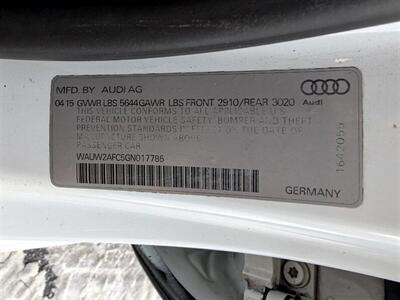 MFD. BY AUDI AG
04 15 GWVR LBS 5644 GAWR LBS FRONT 2910/REAR 3020
Audi
THIS VEHICLE CONFORMS TO ALL APPLICABLE U.S
FEDERAL MOTOR VEHICLE SAFETY, BUMPER AND THEFT
PREVENTION STANDARDS IN EFFECT ON THE DATE OF
MANUFACTURE SHOWN ABOVE
PASSENGER CAR
WAUW2AFC5GN017785
GERMANY
1642055